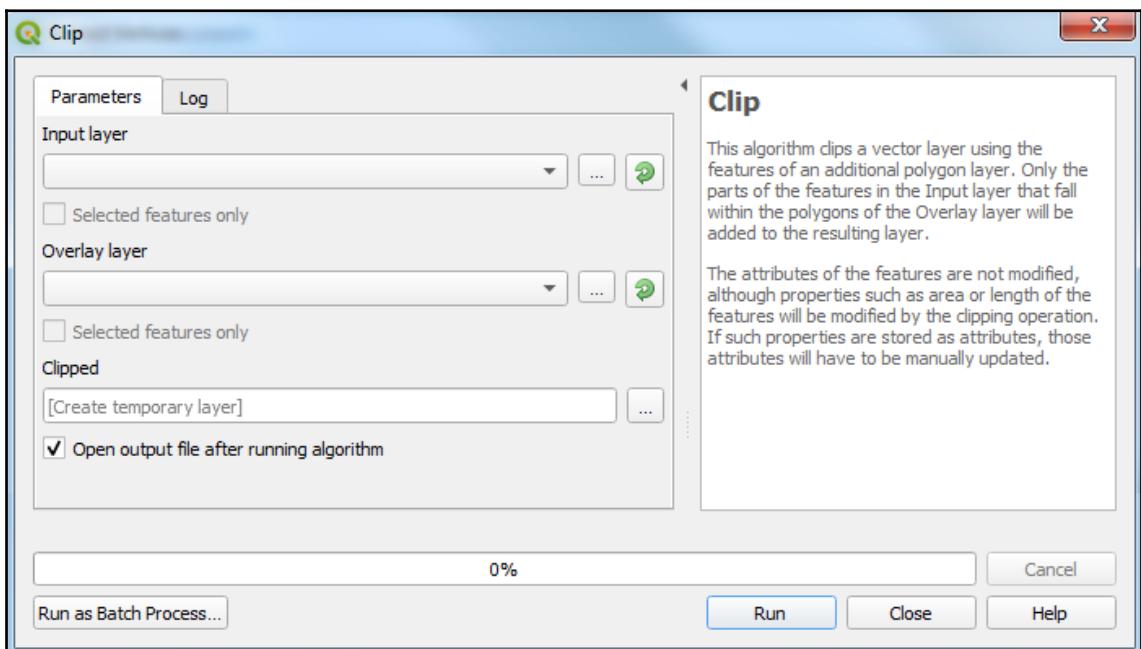 Clip
Parameters
Log
Input layer
...
Selected features only
Overlay layer
...
Selected features only
Clipped
[Create temporary layer]
...
Open output file after running algorithm
Clip
This algorithm clips a vector layer using the
features of an additional polygon layer. Only the
parts of the features in the Input layer that fall
within the polygons of the Overlay layer will be
added to the resulting layer.
The attributes of the features are not modified,
although properties such as area or length of the
features will be modified by the clipping operation.
If such properties are stored as attributes, those
attributes will have to be manually updated.
0%
Cancel
Run as Batch Process...
Run
Close
Help